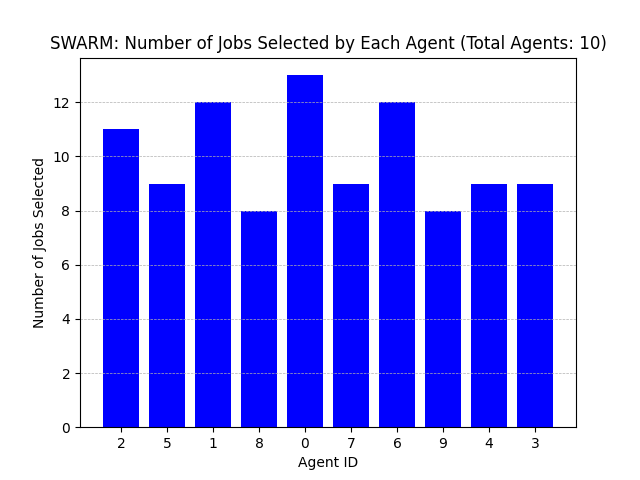 SWARM: Number of Jobs Selected by Each Agent (Total Agents: 10)
Number of Jobs Selected
12
10
8
6
4
2
0
2 5 1 8 0 7 6 9 4 3
Agent ID